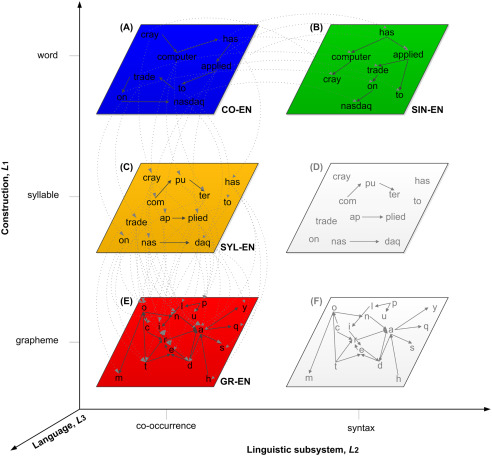 (A)
cray
has
computer
applied
trade
to
on
nasdaq
CO-EN
(B)
has
computer
applied
trade
cray
on
to
nasdaq
SIN-EN
(C)
cray
pu
has
com
ter
ap
plied
to
trade
on
nas
daq
SYL-EN
(D)
cray
pu
has
com
ter
ap
plied
to
trade
on
nas
daq
(E)
o
l
p
y
n
u
c
i
a
q
r
e
s
t
d
m
h
GR-EN
(F)
o
l
p
y
n
u
c
i
a
q
r
e
s
t
d
m
h
word
syllable
grapheme
Construction, L1
Language, L3
co-occurrence
syntax
Linguistic subsystem, L2